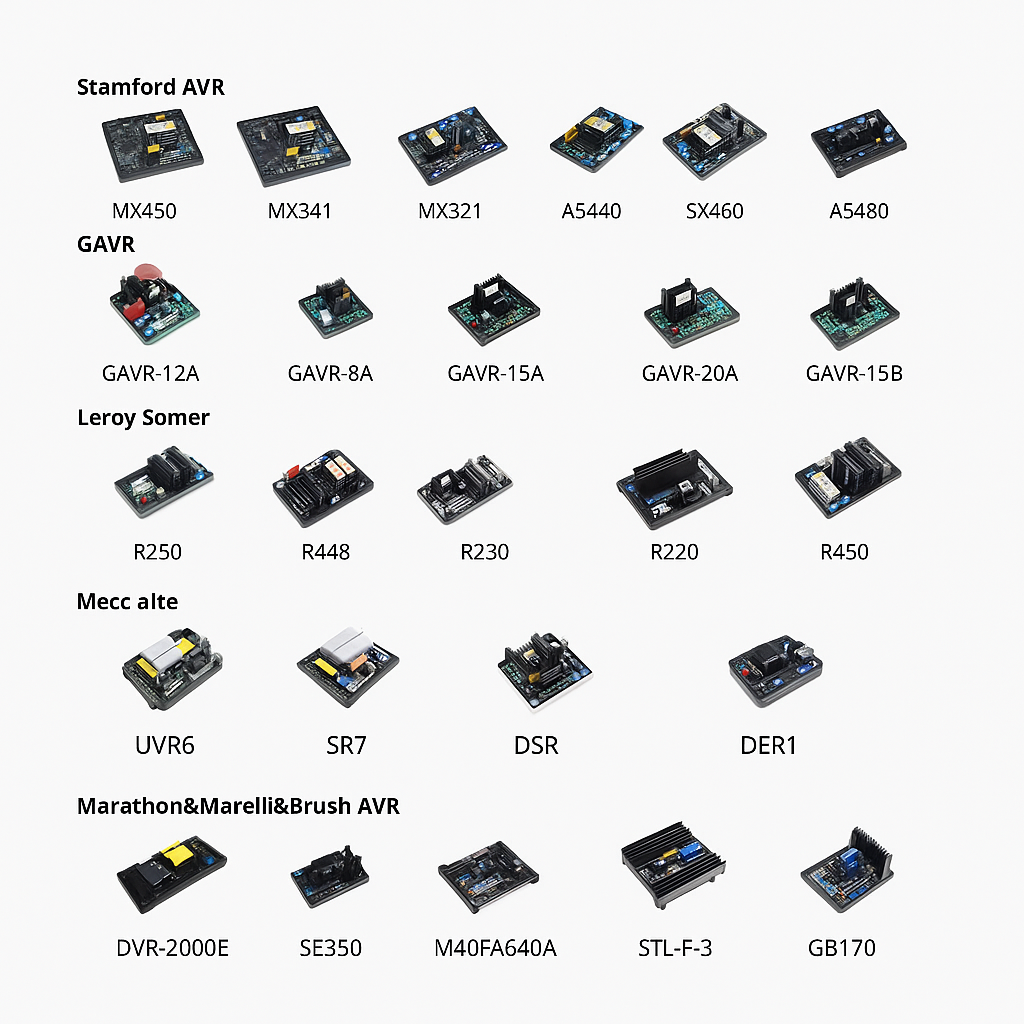 Stamford AVR
MX450 MX341 MX321 A5440 SX460 A5480
GAVR
GAVR-12A GAVR-8A GAVR-15A GAVR-20A GAVR-15B
Leroy Somer
R250 R448 R230 R220 R450
Mecc alte
UVR6 SR7 DSR DER1
Marathon&Marelli&Brush AVR
DVR-2000E SE350 M40FA640A STL-F-3 GB170